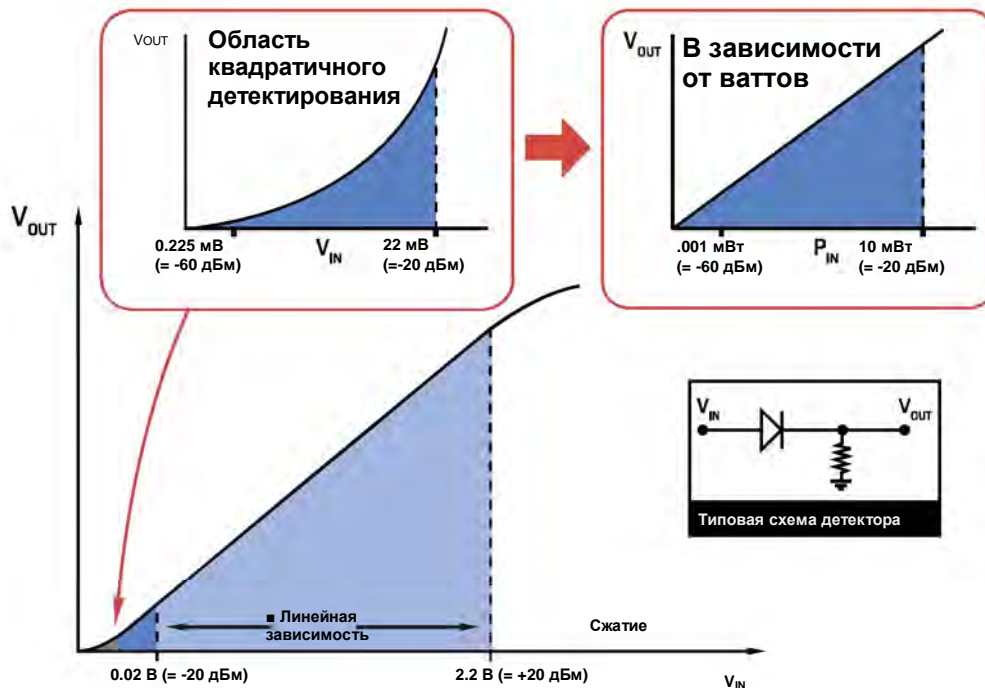 VOUT
Область
квадратичного
детектирования
0.225 мВ
(= -60 дБм)
VIN
22 мВ
(=-20 дБм)
VOUT
В зависимости
от ваттов
.001 мВт
(= -60 дБм)
PIN
10 мВт
(= -20 дБм)
VOUT
VIN
VOUT
Типовая схема детектора
■ Линейная
зависимость
Сжатие
0.02 В (= -20 дБм)
2.2 В (= +20 дБм)
VIN